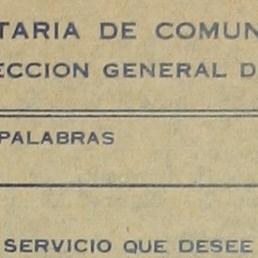 TARIA DE COMUN
ECCION GENERAL D
PALABRAS
SERVICIO QUE DESEE